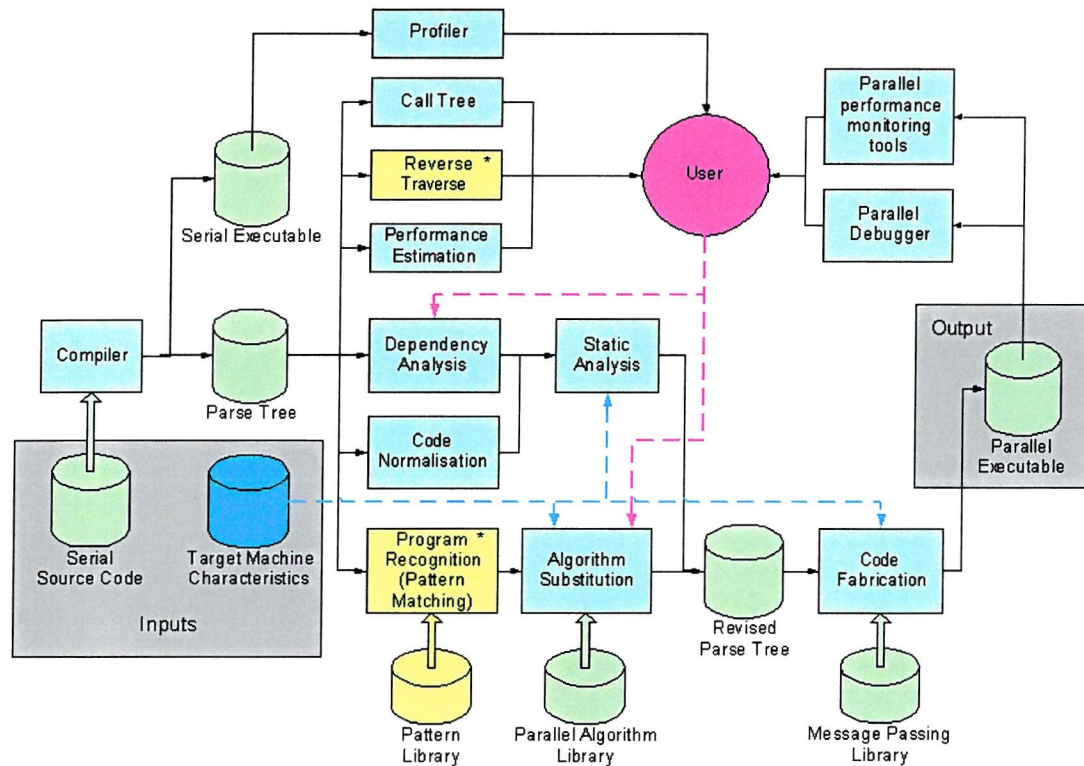 Profiler
Call Tree
Reverse *
Traverse
Performance
Estimation
Serial Executable
User
Parallel
performance
monitoring
tools
Parallel
Debugger
Compiler
Parse Tree
Dependency
Analysis
Static
Analysis
Code
Normalisation
Output
Parallel
Executable
Serial
Source Code
Target Machine
Characteristics
Inputs
Program *
Recognition
(Pattern
Matching)
Algorithm
Substitution
Revised
Parse Tree
Code
Fabrication
Pattern
Library
Parallel Algorithm
Library
Message Passing
Library